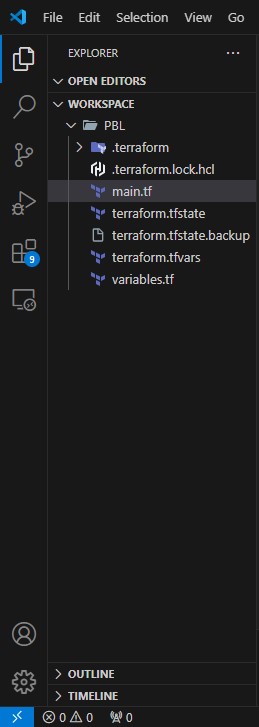 File Edit Selection View Go
EXPLORER ···
OPEN EDITORS
WORKSPACE
PBL
.terraform
.terraform.lock.hcl
main.tf
terraform.tfstate
terraform.tfstate.backup
terraform.tfvars
variables.tf
9
OUTLINE
TIMELINE
0 0 0